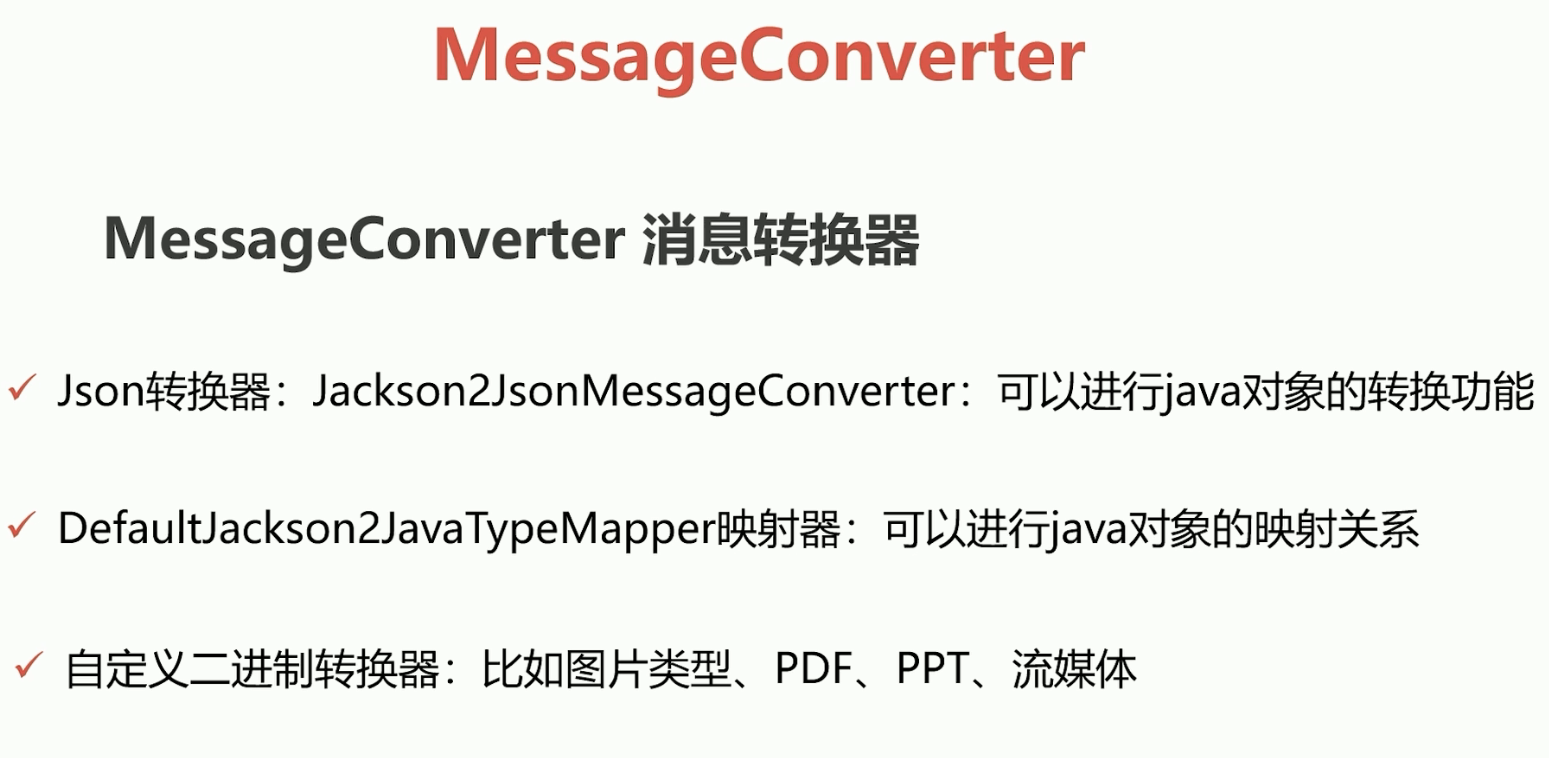 MessageConverter
MessageConverter 消息转换器
✓ Json转换器：Jackson2JsonMessageConverter：可以进行java对象的转换功能
✓ DefaultJackson2JavaTypeMapper映射器：可以进行java对象的映射关系
✓ 自定义二进制转换器：比如图片类型、PDF、PPT、流媒体